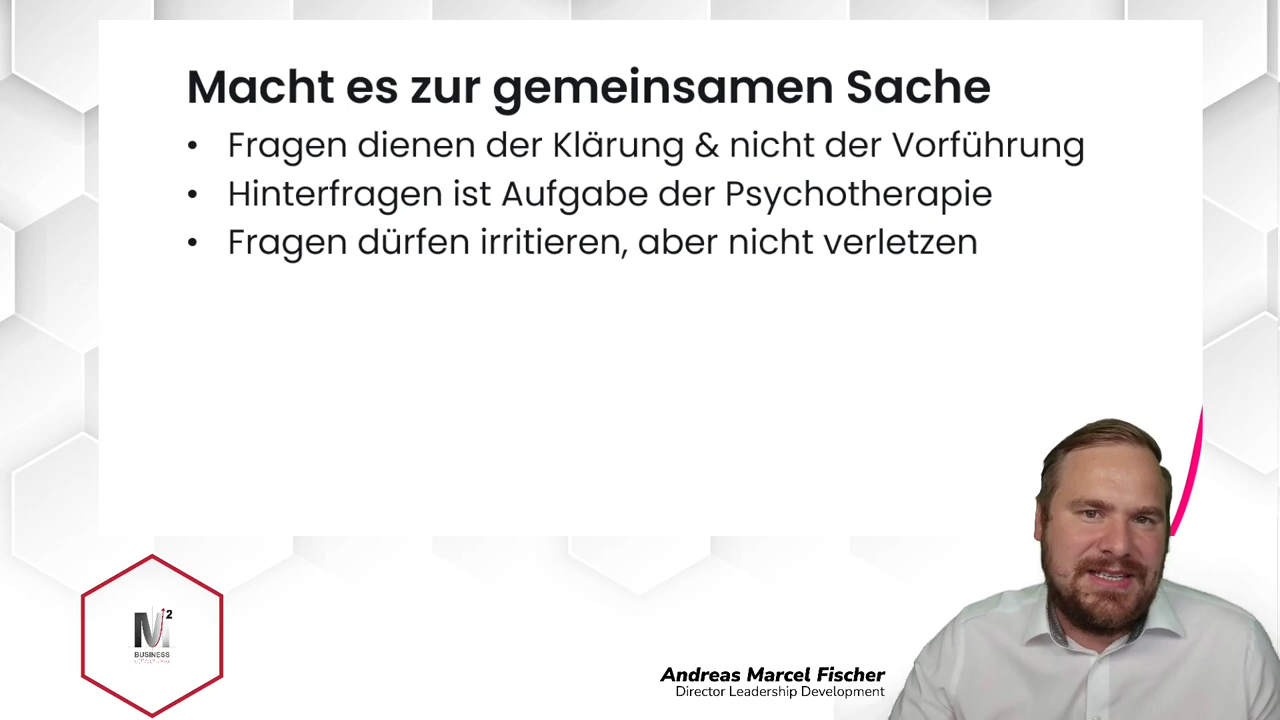 Macht es zur gemeinsamen Sache
• Fragen dienen der Klärung & nicht der Vorführung
• Hinterfragen ist Aufgabe der Psychotherapie
• Fragen dürfen irritieren, aber nicht verletzen
M²
BUSINESS
Andreas Marcel Fischer
Director Leadership Development